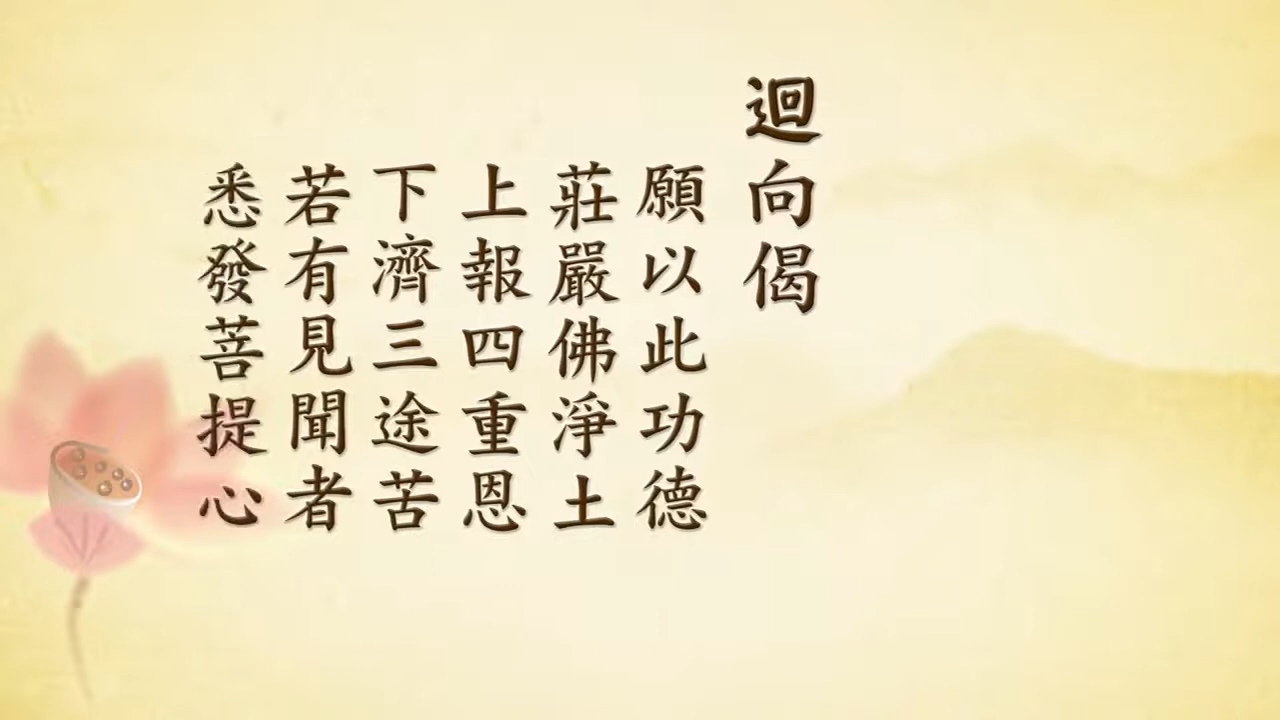 迴向偈
願以此功德
莊嚴佛淨土
上報四重恩
下濟三途苦
若有見聞者
悉發菩提心